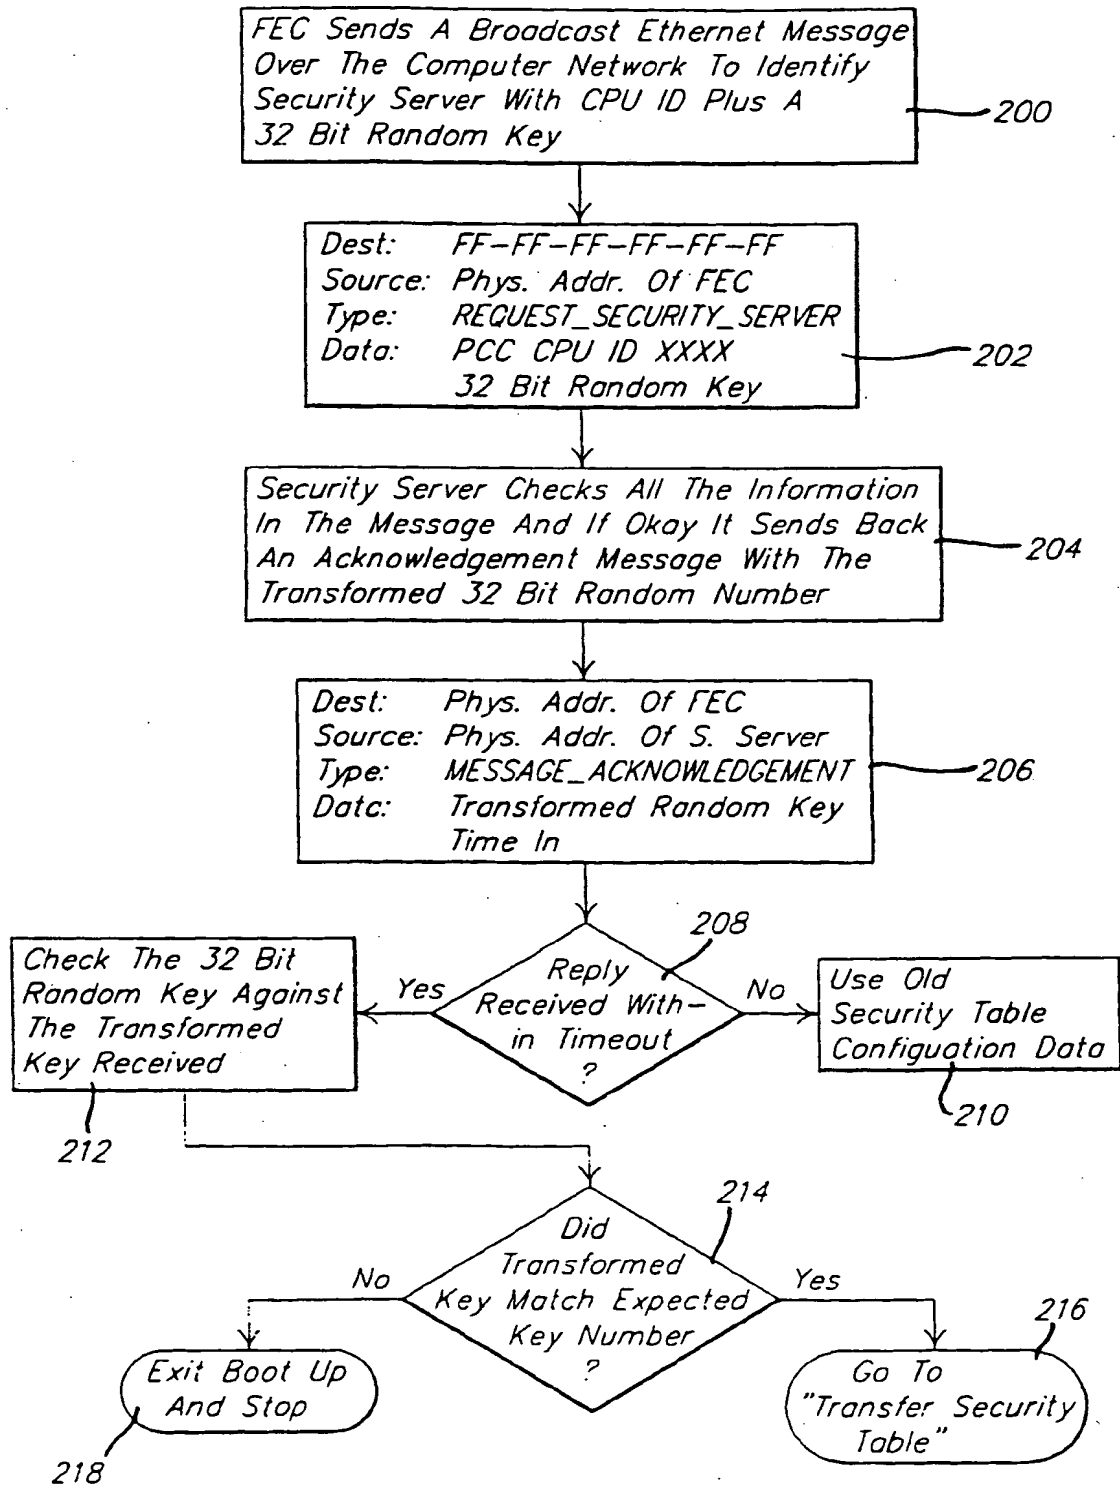 FEC Sends A Broadcast Ethernet Message
Over The Computer Network To Identify
Security Server With CPU ID Plus A
32 Bit Random Key
200
Dest: FF-FF-FF-FF-FF-FF
Source: Phys. Addr. Of FEC
Type: REQUEST_SECURITY_SERVER
Data: PCC CPU ID XXXX
32 Bit Random Key
202
Security Server Checks All The Information
In The Message And If Okay It Sends Back
An Acknowledgement Message With The
Transformed 32 Bit Random Number
204
Dest: Phys. Addr. Of FEC
Source: Phys. Addr. Of S. Server
Type: MESSAGE_ACKNOWLEDGEMENT
Data: Transformed Random Key
Time In
206
208
Reply
Received With-
in Timeout
?
Yes
No
Check The 32 Bit
Random Key Against
The Transformed
Key Received
212
Use Old
Security Table
Configuation Data
210
214
Did
Transformed
Key Match Expected
Key Number
?
No
Yes
Exit Boot Up
And Stop
218
216
Go To
"Transfer Security
Table"